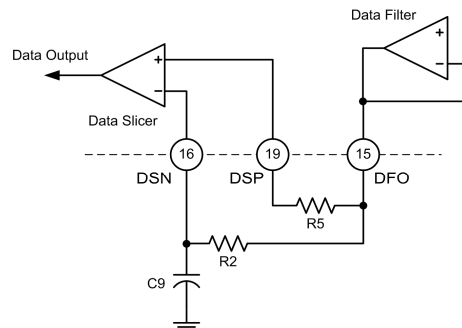 Data Filter
+
−
Data Output
+
−
Data Slicer
16
19
15
DSN
DSP
DFO
R5
R2
C9